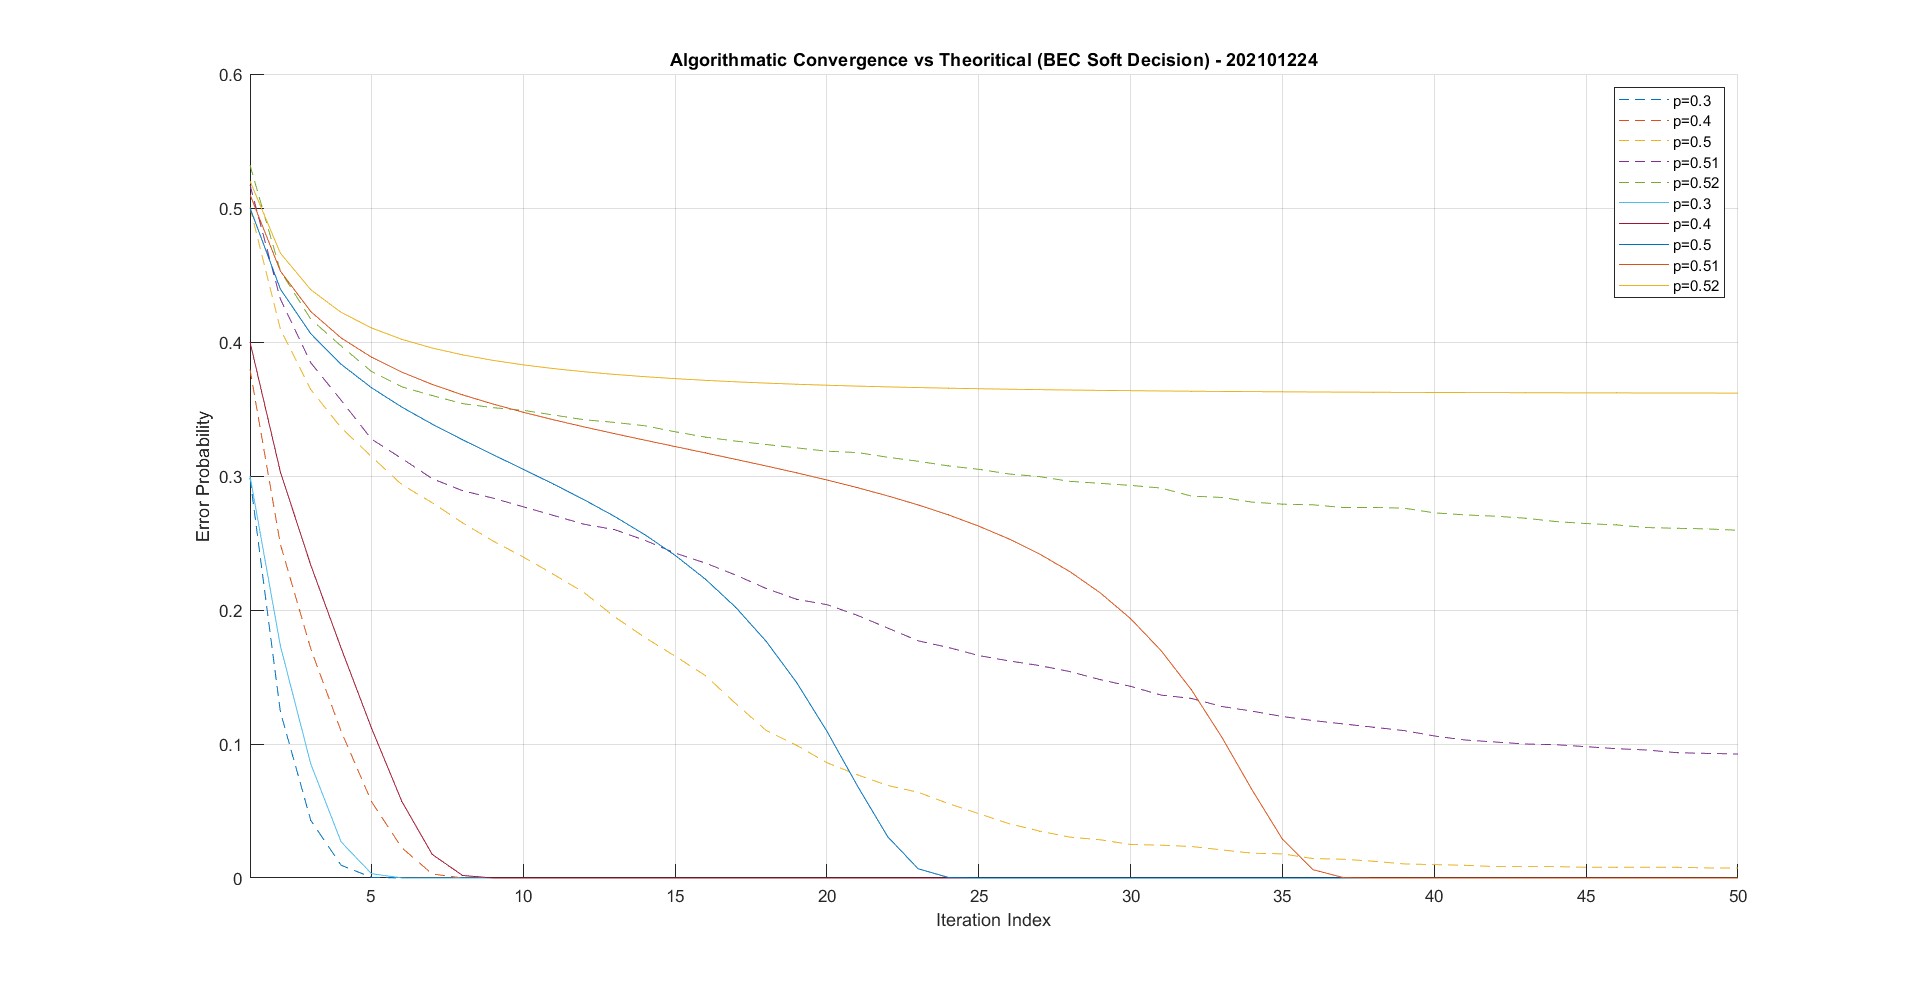 Algorithmatic Convergence vs Theoritical (BEC Soft Decision) - 202101224
0.6
0.5
0.4
0.3
0.2
0.1
0
Error Probability
p=0.3
p=0.4
p=0.5
p=0.51
p=0.52
p=0.3
p=0.4
p=0.5
p=0.51
p=0.52
5 10 15 20 25 30 35 40 45 50
Iteration Index